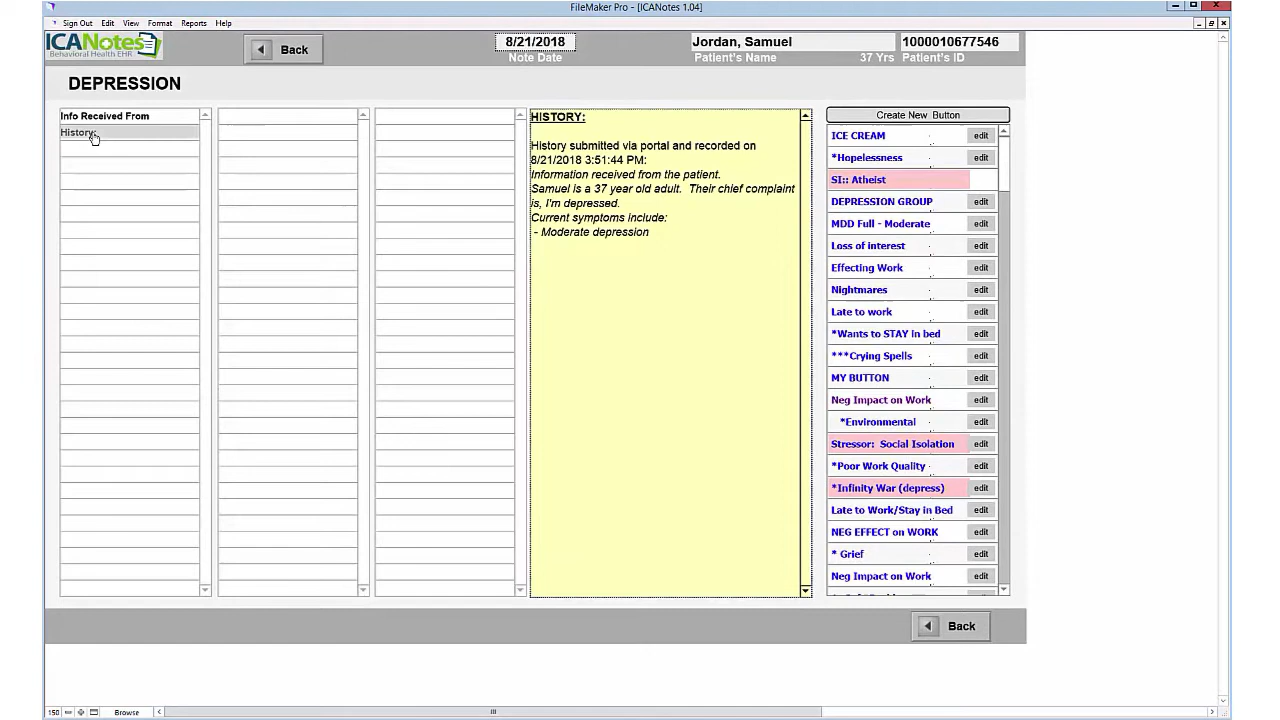 FileMaker Pro - [ICANotes 1.04]
Sign Out Edit View Format Reports Help
ICANotes
Behavioral Health EHR
Back
8/21/2018
Note Date
Jordan, Samuel
Patient's Name
37 Yrs
1000010677546
Patient's ID
DEPRESSION
Info Received From
History:
HISTORY:
History submitted via portal and recorded on
8/21/2018 3:51:44 PM:
Information received from the patient.
Samuel is a 37 year old adult. Their chief complaint
is, I'm depressed.
Current symptoms include:
- Moderate depression
Create New Button
ICE CREAM edit
*Hopelessness edit
SI:: Atheist
DEPRESSION GROUP edit
MDD Full - Moderate edit
Loss of interest edit
Effecting Work edit
Nightmares edit
Late to work edit
*Wants to STAY in bed edit
***Crying Spells edit
MY BUTTON edit
Neg Impact on Work edit
*Environmental edit
Stressor: Social Isolation edit
*Poor Work Quality edit
*Infinity War (depress) edit
Late to Work/Stay in Bed edit
NEG EFFECT on WORK edit
* Grief edit
Neg Impact on Work edit
Back
150 Browse